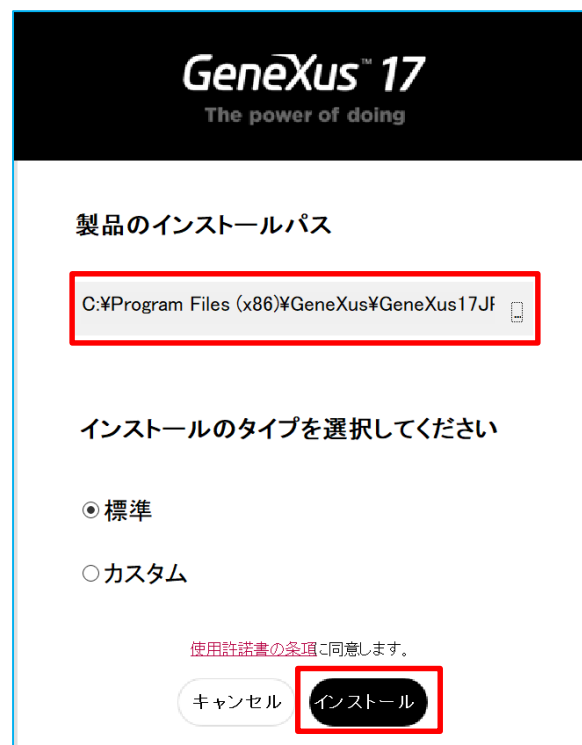 GeneXus™ 17
The power of doing
製品のインストールパス
C:¥Program Files (x86)¥GeneXus¥GeneXus17JF
...
インストールのタイプを選択してください
標準
カスタム
使用許諾書の条項に同意します。
キャンセル
インストール